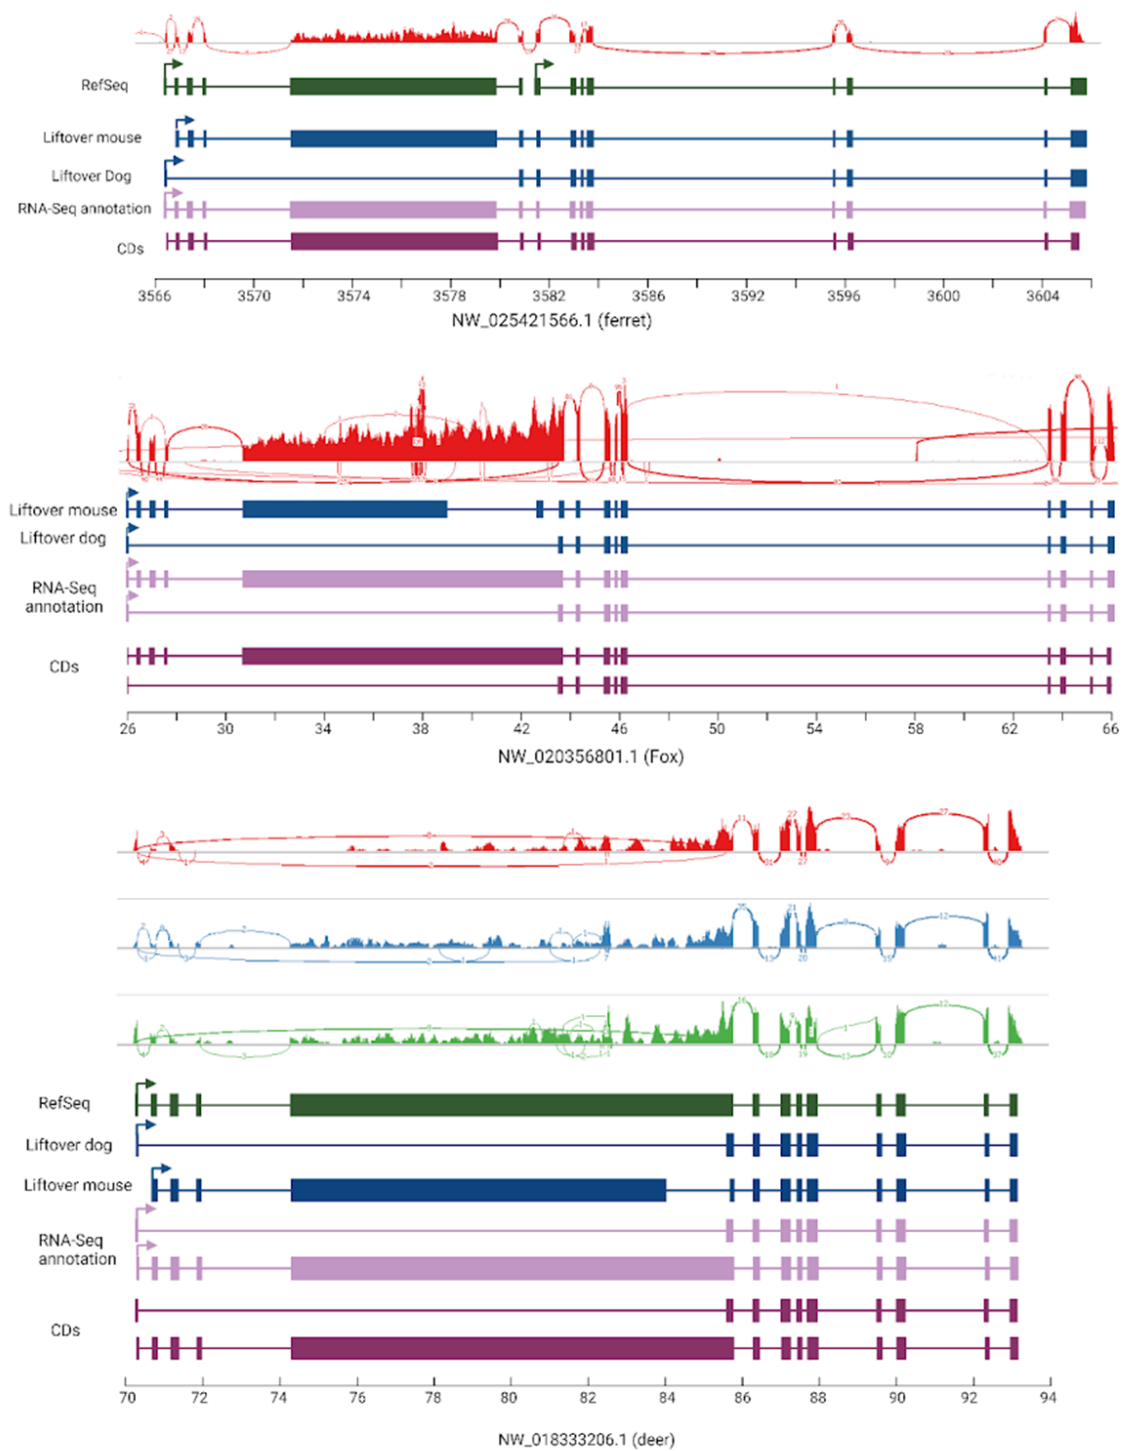 RefSeq
Liftover mouse
Liftover Dog
RNA-Seq annotation
CDs
3566 3570 3574 3578 3582 3586 3592 3596 3600 3604
NW_025421566.1 (ferret)
Liftover mouse
Liftover dog
RNA-Seq
annotation
CDs
26 30 34 38 42 46 50 54 58 62 66
NW_020356801.1 (Fox)
RefSeq
Liftover dog
Liftover mouse
RNA-Seq
annotation
CDs
70 72 74 76 78 80 82 84 86 88 90 92 94
NW_018333206.1 (deer)